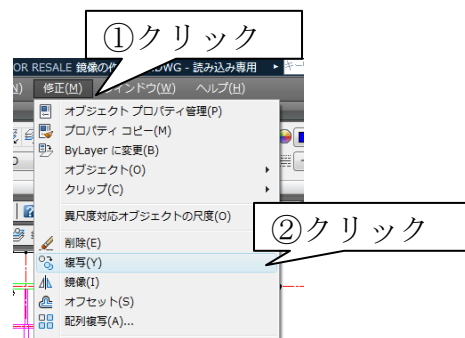 ①クリック
OR RESALE 鏡像の作 .DWG - 読み込み専用
キー
N) 修正(M) ィンドウ(W) ヘルプ(H)
オブジェクト プロパティ管理(P)
プロパティ コピー(M)
ByLayer に変更(B)
オブジェクト(O)
クリップ(C)
異尺度対応オブジェクトの尺度(O)
②クリック
削除(E)
複写(Y)
鏡像(I)
オフセット(S)
配列複写(A)...